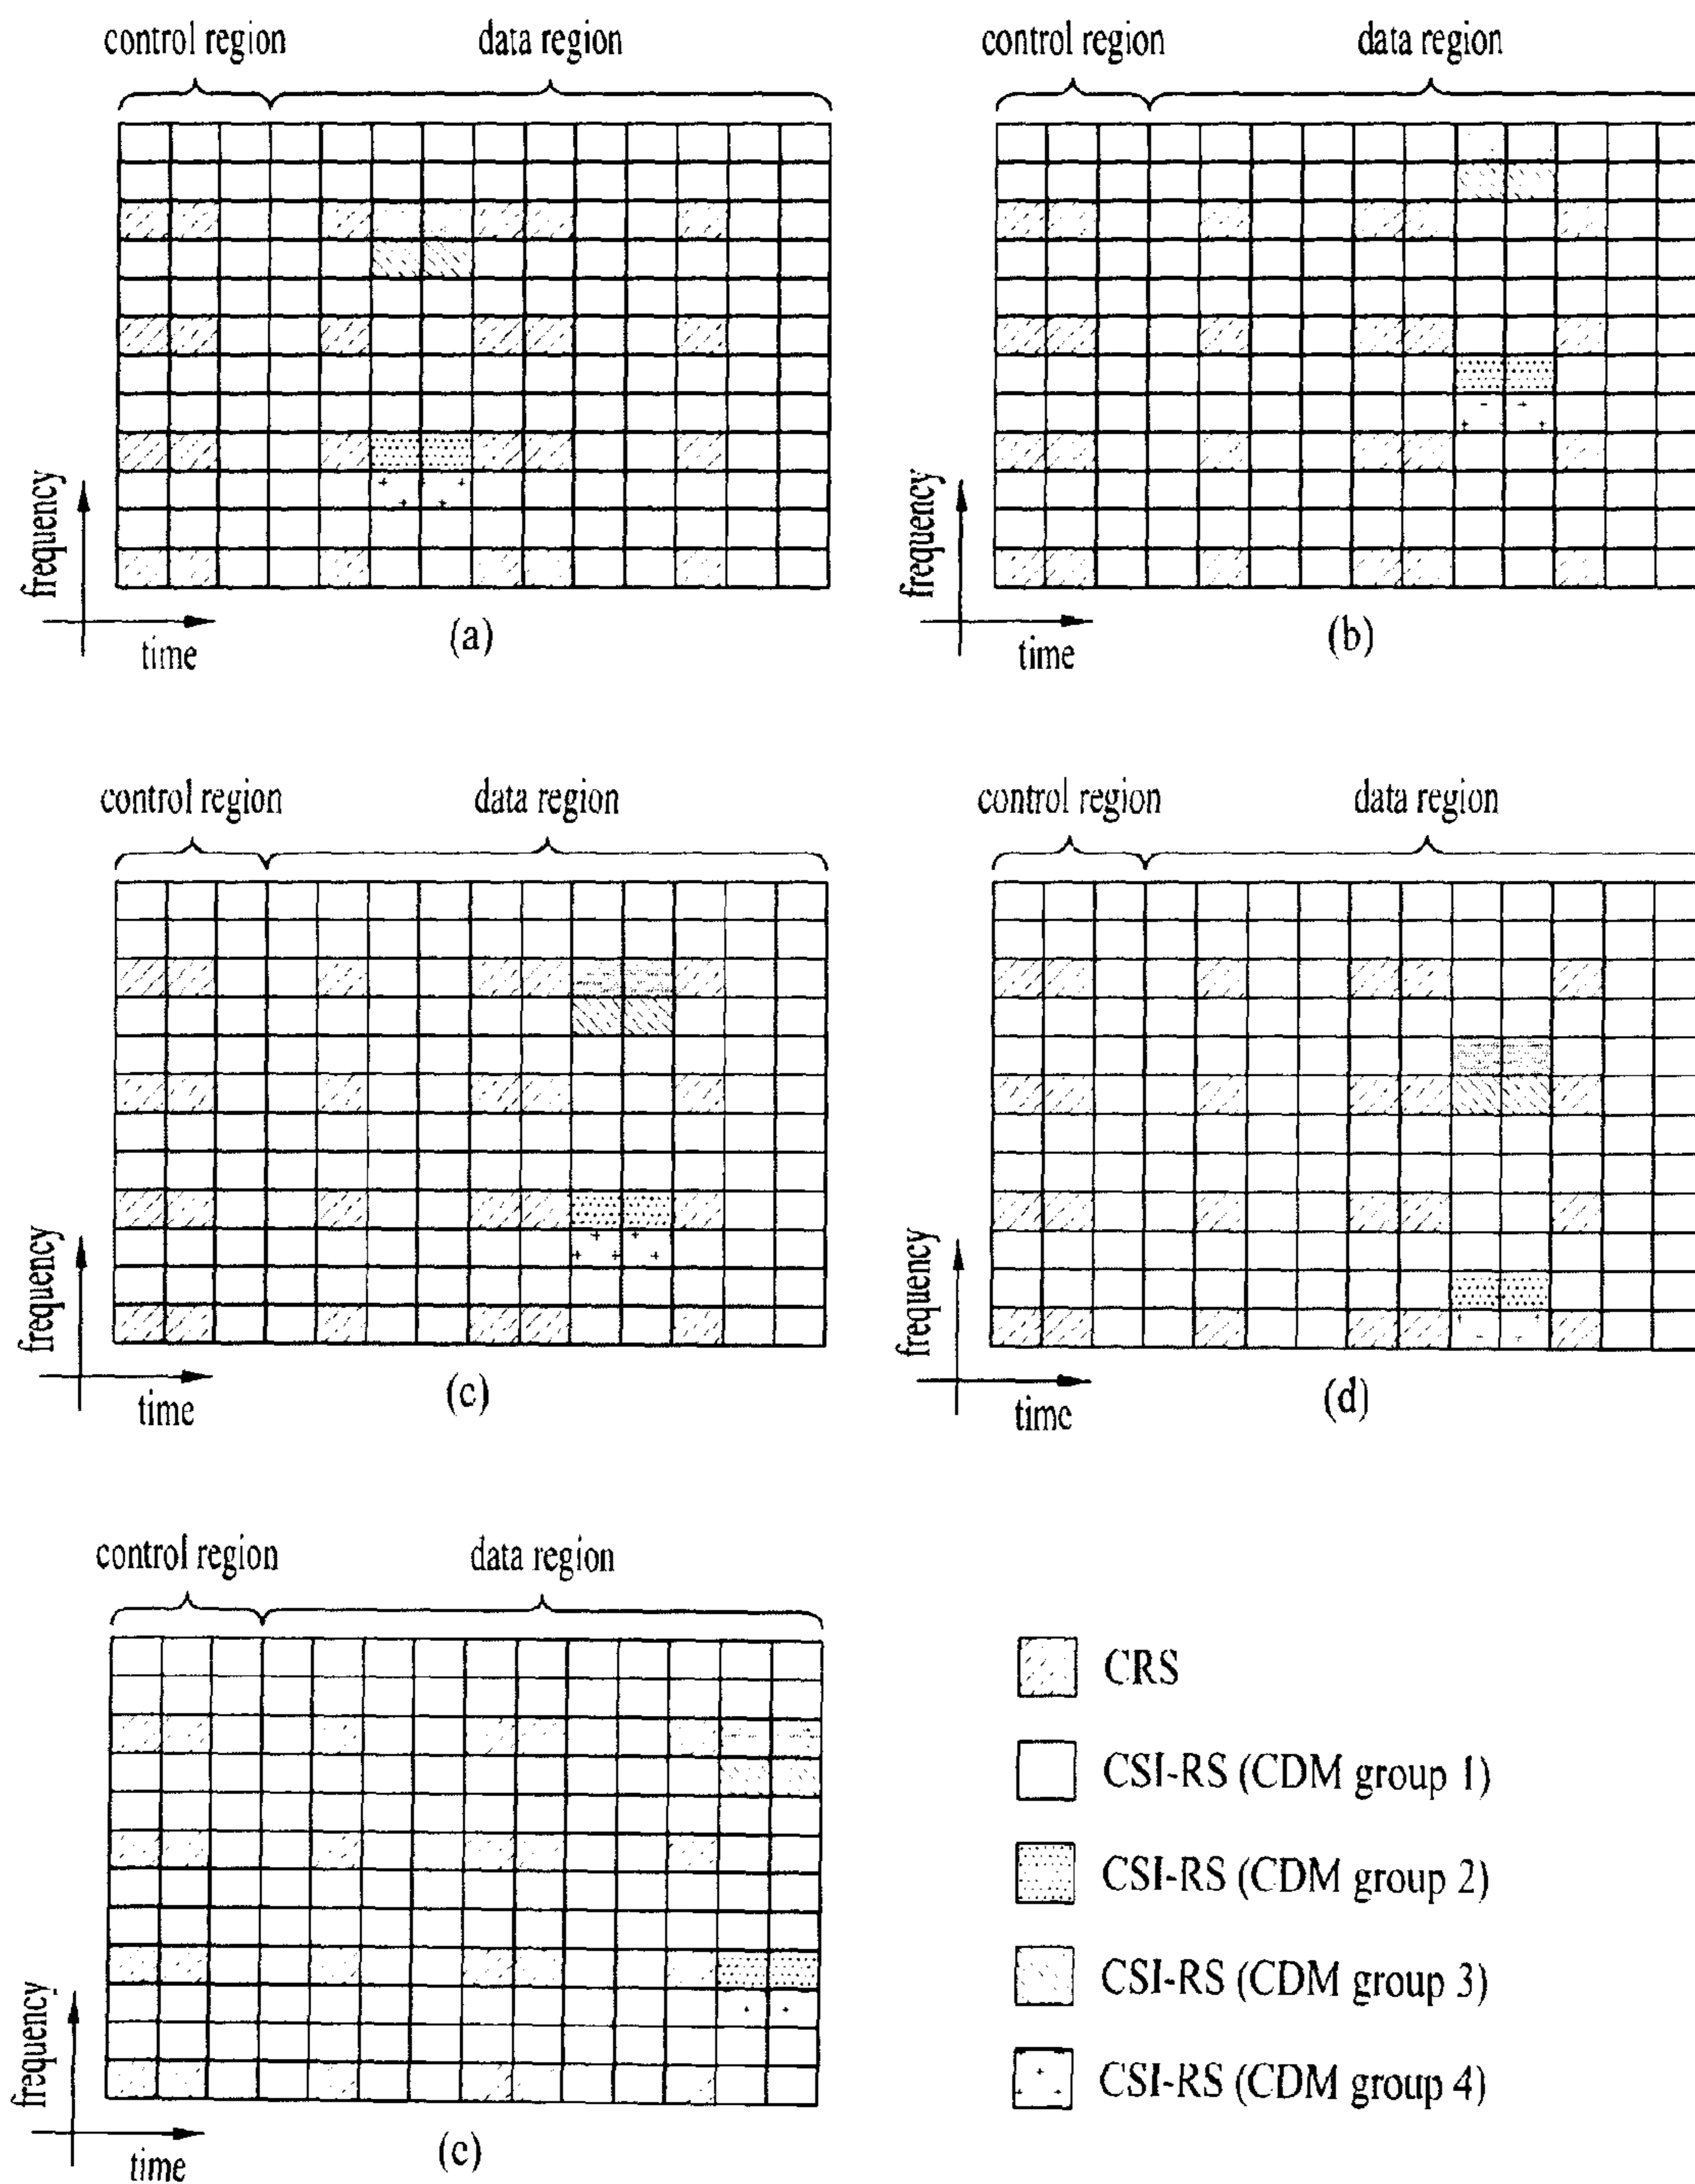 control region data region
control region data region
frequency
time
(a)
frequency
time
(b)
control region data region
control region data region
frequency
time
(c)
frequency
time
(d)
control region data region
frequency
time
(c)
CRS
CSI-RS (CDM group 1)
CSI-RS (CDM group 2)
CSI-RS (CDM group 3)
CSI-RS (CDM group 4)